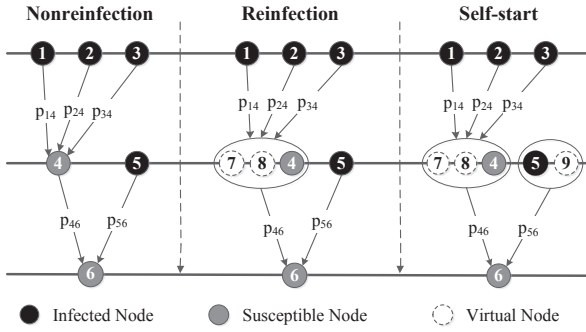 Nonreinfection Reinfection Self-start
1 2 3 1 2 3 1 2 3
p14 p24 p34 p14 p24 p34 p14 p24 p34
4 5 7 8 4 5 7 8 4 5 9
p46 p56 p46 p56 p46 p56
6 6 6
Infected Node Susceptible Node Virtual Node